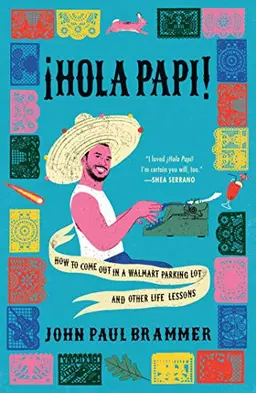 ¡HOLA PAPI!
"I loved ¡Hola Papi!
I'm certain you will, too."
—SHEA SERRANO
HOW TO COME OUT IN A WALMART PARKING LOT
AND OTHER LIFE LESSONS
JOHN PAUL BRAMMER